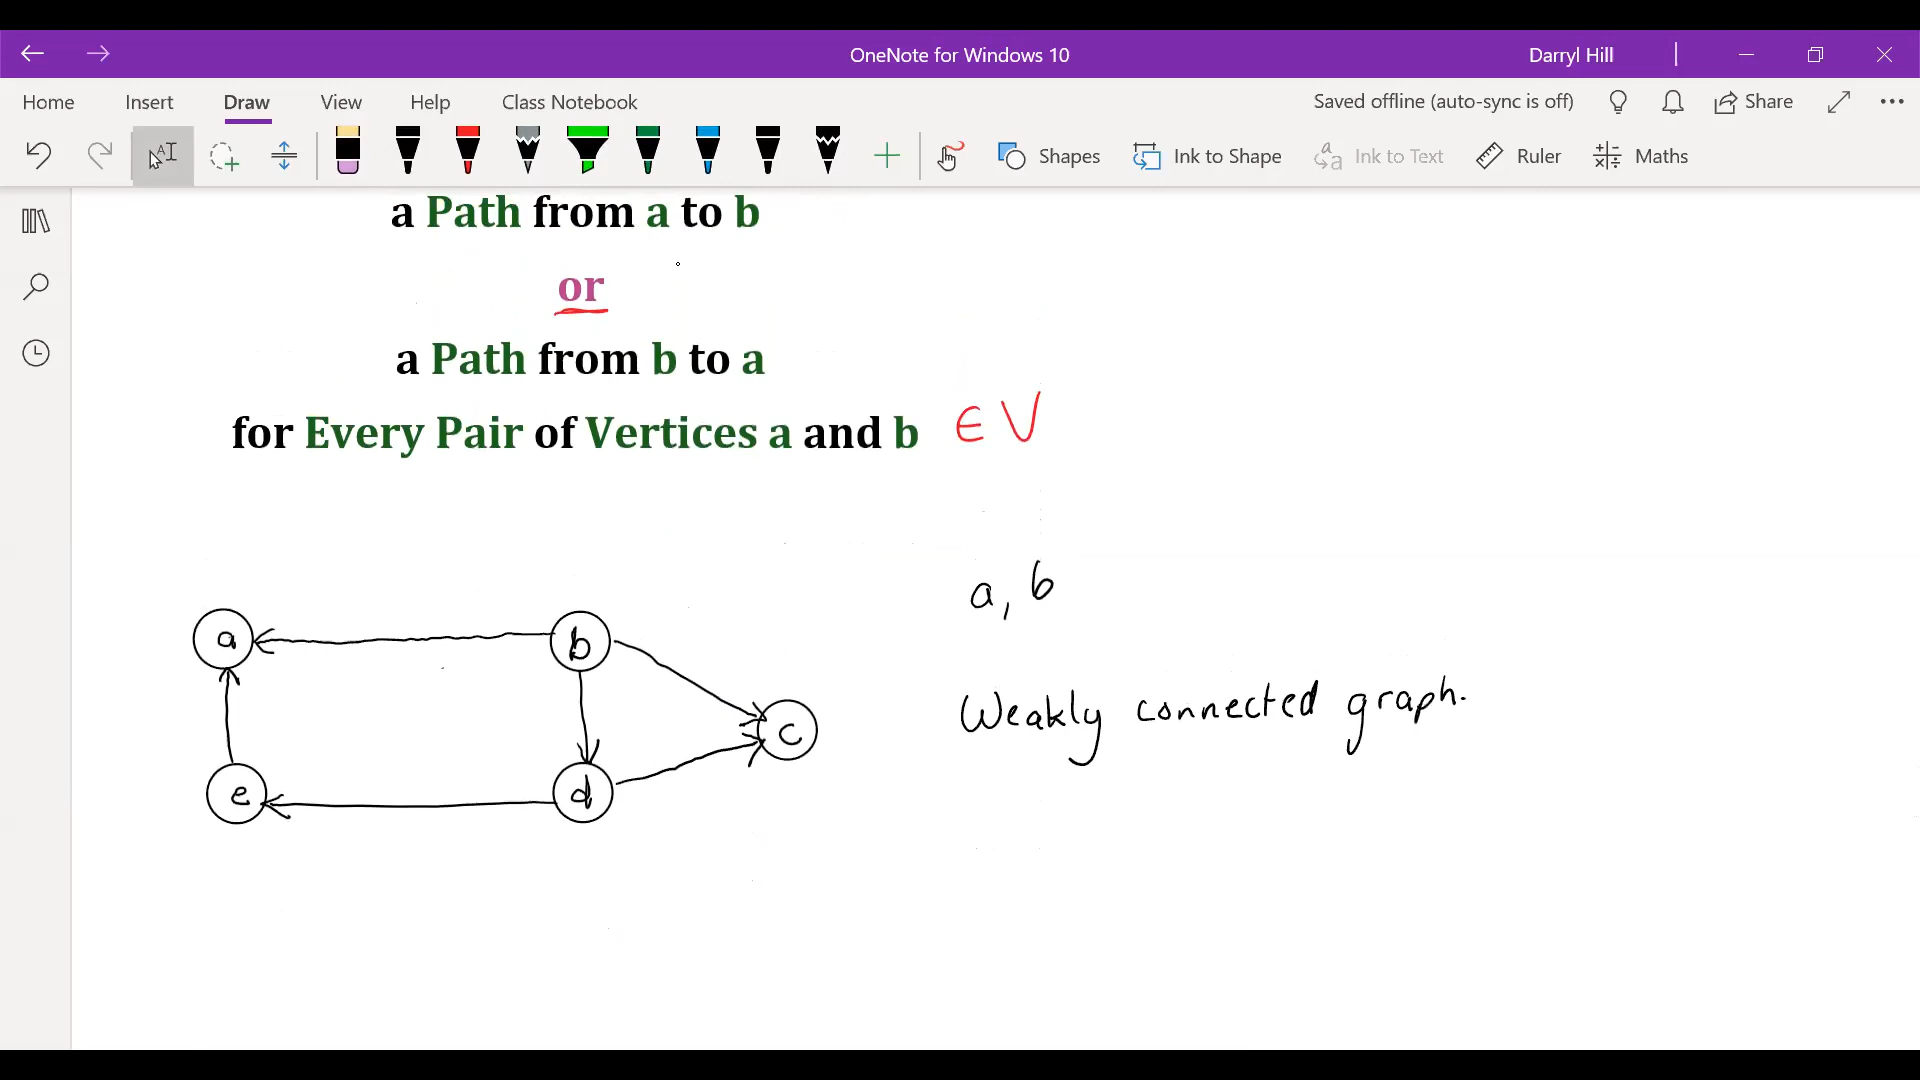 OneNote for Windows 10
Darryl Hill
Home Insert Draw View Help Class Notebook
Saved offline (auto-sync is off) Share
Shapes Ink to Shape Ink to Text Ruler Maths
a Path from a to b
or
a Path from b to a
for Every Pair of Vertices a and b ∈ V
a, b
a b
c
Weakly connected graph.
e d